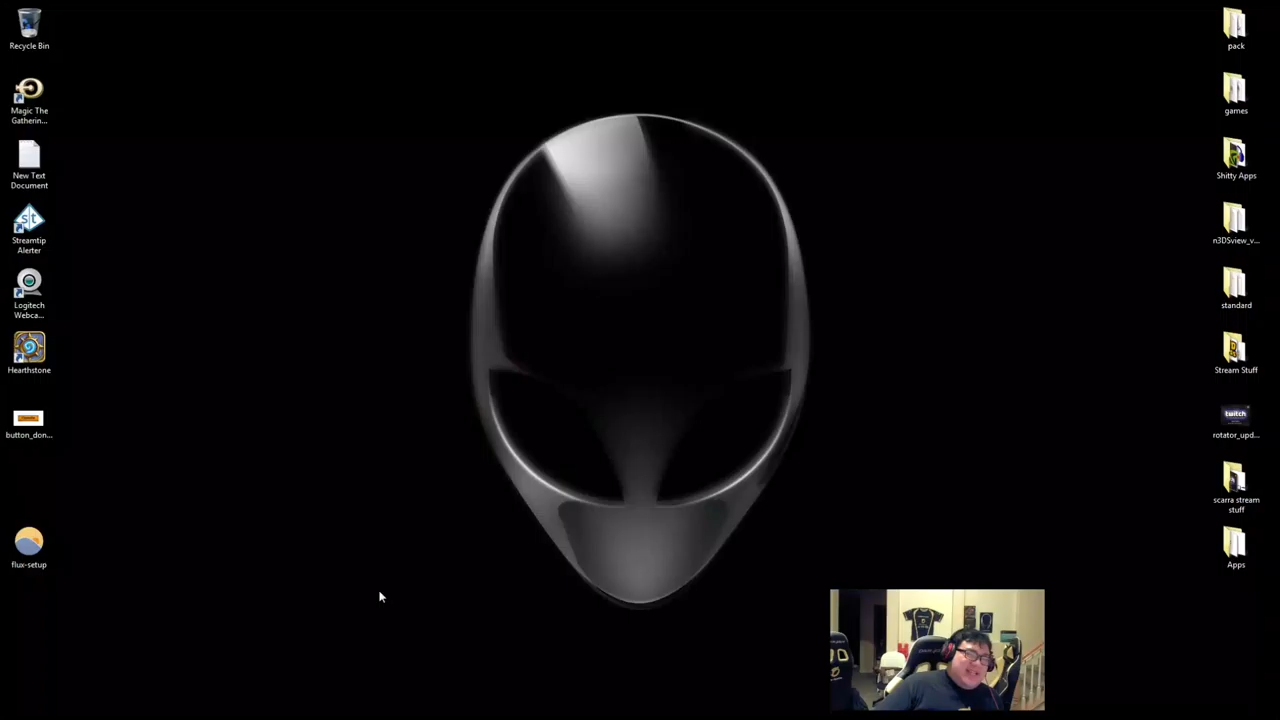 Recycle Bin
Magic The
Gatherin...
New Text
Document
Streamtip
Alerter
Logitech
Webca...
Hearthstone
button_don...
flux-setup
pack
games
Shitty Apps
n3DSview_v...
standard
Stream Stuff
twitch
rotator_upd...
scarra stream
stuff
Apps